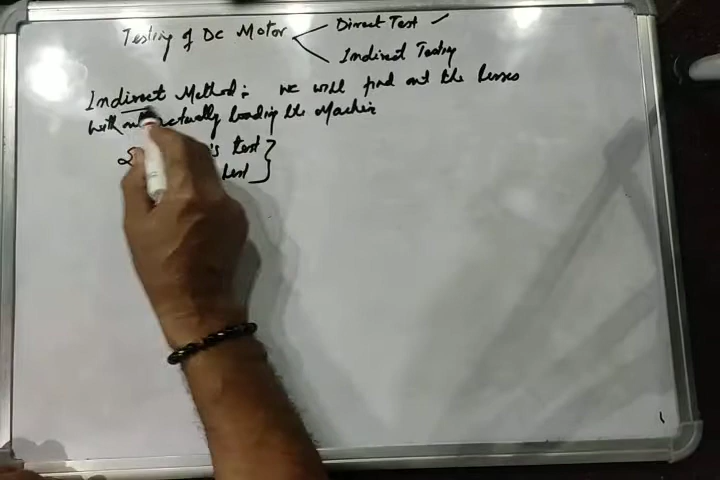 Testing of Dc Motor
Direct Test
Indirect Testing
Indirect Method: we will find out the losses
without actually loading the Machine
's test
test